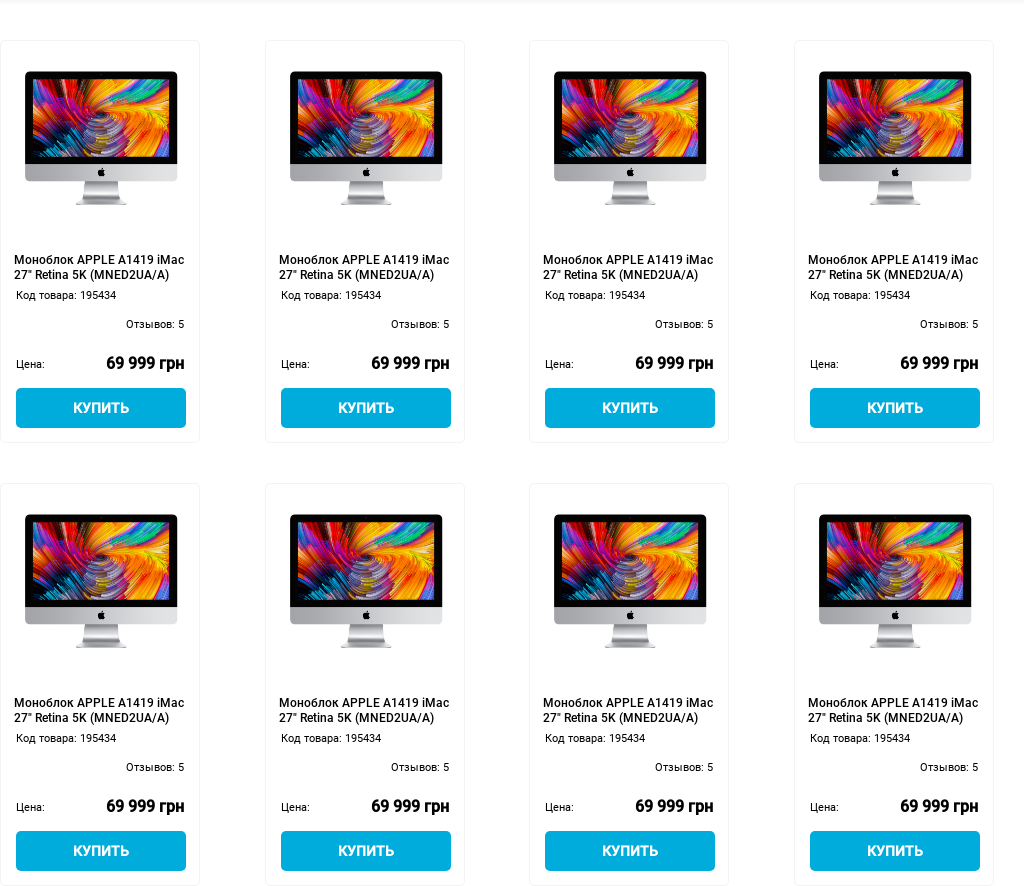 Моноблок APPLE A1419 iMac
27" Retina 5K (MNED2UA/A)
Код товара: 195434
Отзывов: 5
Цена: 69 999 грн
КУПИТЬ
Моноблок APPLE A1419 iMac
27" Retina 5K (MNED2UA/A)
Код товара: 195434
Отзывов: 5
Цена: 69 999 грн
КУПИТЬ
Моноблок APPLE A1419 iMac
27" Retina 5K (MNED2UA/A)
Код товара: 195434
Отзывов: 5
Цена: 69 999 грн
КУПИТЬ
Моноблок APPLE A1419 iMac
27" Retina 5K (MNED2UA/A)
Код товара: 195434
Отзывов: 5
Цена: 69 999 грн
КУПИТЬ
Моноблок APPLE A1419 iMac
27" Retina 5K (MNED2UA/A)
Код товара: 195434
Отзывов: 5
Цена: 69 999 грн
КУПИТЬ
Моноблок APPLE A1419 iMac
27" Retina 5K (MNED2UA/A)
Код товара: 195434
Отзывов: 5
Цена: 69 999 грн
КУПИТЬ
Моноблок APPLE A1419 iMac
27" Retina 5K (MNED2UA/A)
Код товара: 195434
Отзывов: 5
Цена: 69 999 грн
КУПИТЬ
Моноблок APPLE A1419 iMac
27" Retina 5K (MNED2UA/A)
Код товара: 195434
Отзывов: 5
Цена: 69 999 грн
КУПИТЬ